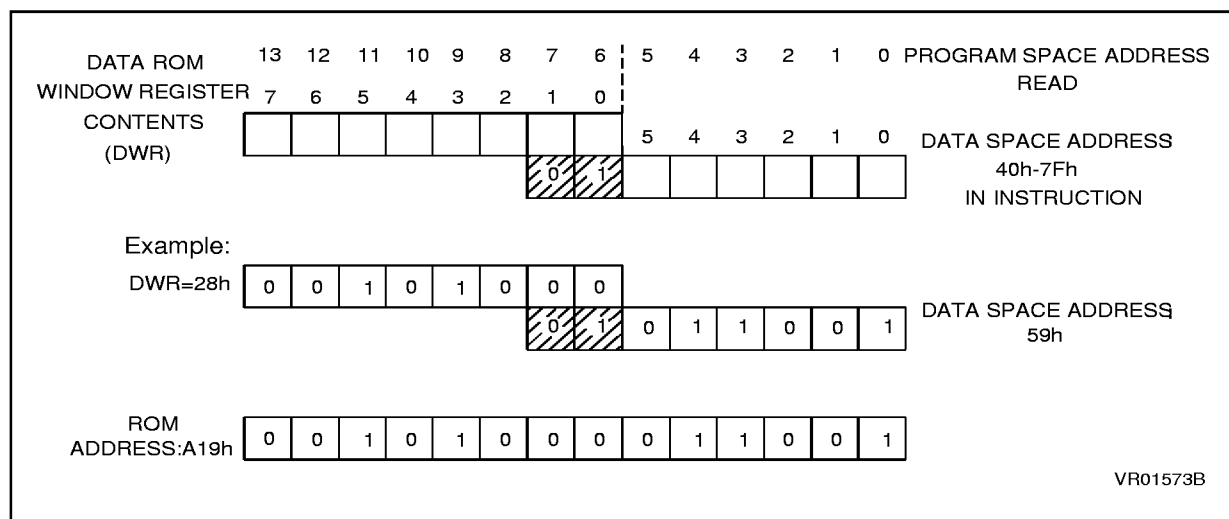 13 12 11 10 9 8 7 6 5 4 3 2 1 0 PROGRAM SPACE ADDRESS
READ
DATA ROM
WINDOW REGISTER 7 6 5 4 3 2 1 0
CONTENTS
(DWR)
5 4 3 2 1 0 DATA SPACE ADDRESS
0 1 40h-7Fh
IN INSTRUCTION
Example:
DWR=28h 0 0 1 0 1 0 0 0
0 1 0 1 1 0 0 1 DATA SPACE ADDRESS
59h
ROM
ADDRESS:A19h 0 0 1 0 1 0 0 0 0 1 1 0 0 1
VR01573B